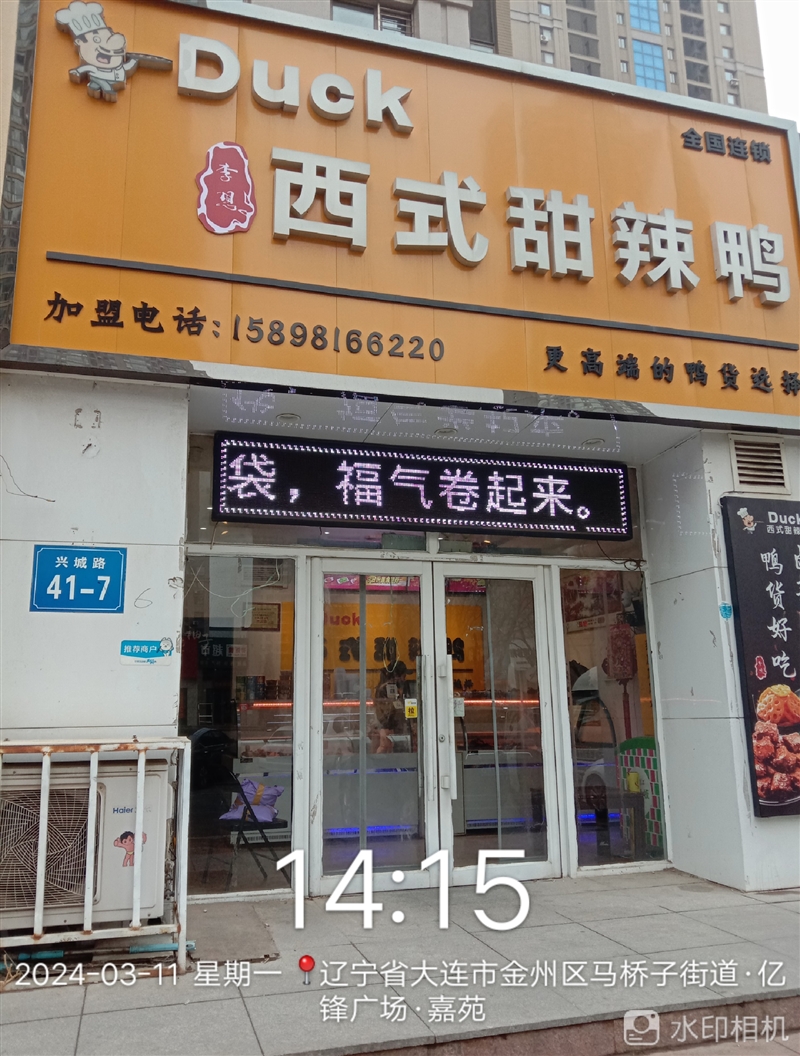 Duck
全国连锁
李想
西式甜辣鸭
加盟电话:15898166220
更高端的鸭货选择
袋，福气卷起来。
兴城路
41-7
推荐商户
Haier
Duck
Duck
西式甜辣
鸭货好吃
14:15
2024-03-11 星期一 辽宁省大连市金州区马桥子街道·亿
锋广场·嘉苑
水印相机